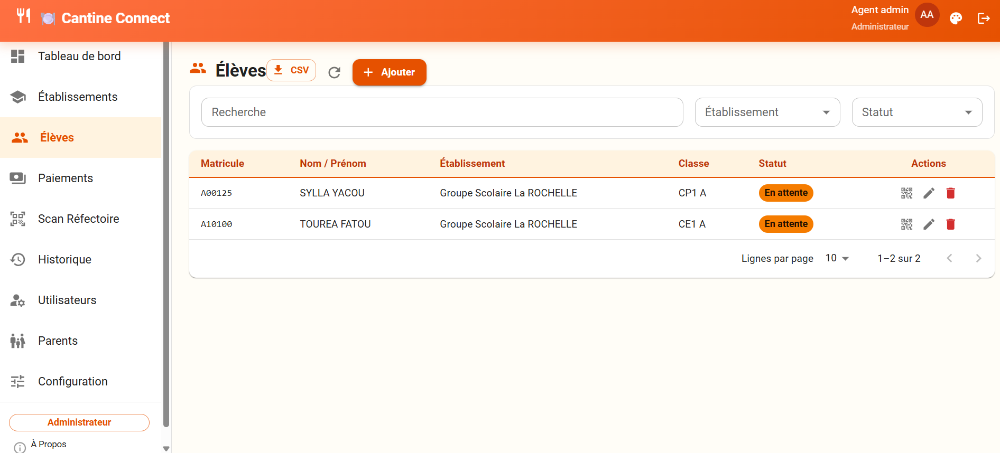 Cantine Connect
Agent admin
Administrateur
AA
Tableau de bord
Établissements
Élèves
Paiements
Scan Réfectoire
Historique
Utilisateurs
Parents
Configuration
Administrateur
À Propos
Élèves
CSV
Ajouter
Recherche
Établissement
Statut
Matricule Nom / Prénom Établissement Classe Statut Actions
A00125 SYLLA YACOU Groupe Scolaire La ROCHELLE CP1 A En attente
A10100 TOUREA FATOU Groupe Scolaire La ROCHELLE CE1 A En attente
Lignes par page 10 1–2 sur 2